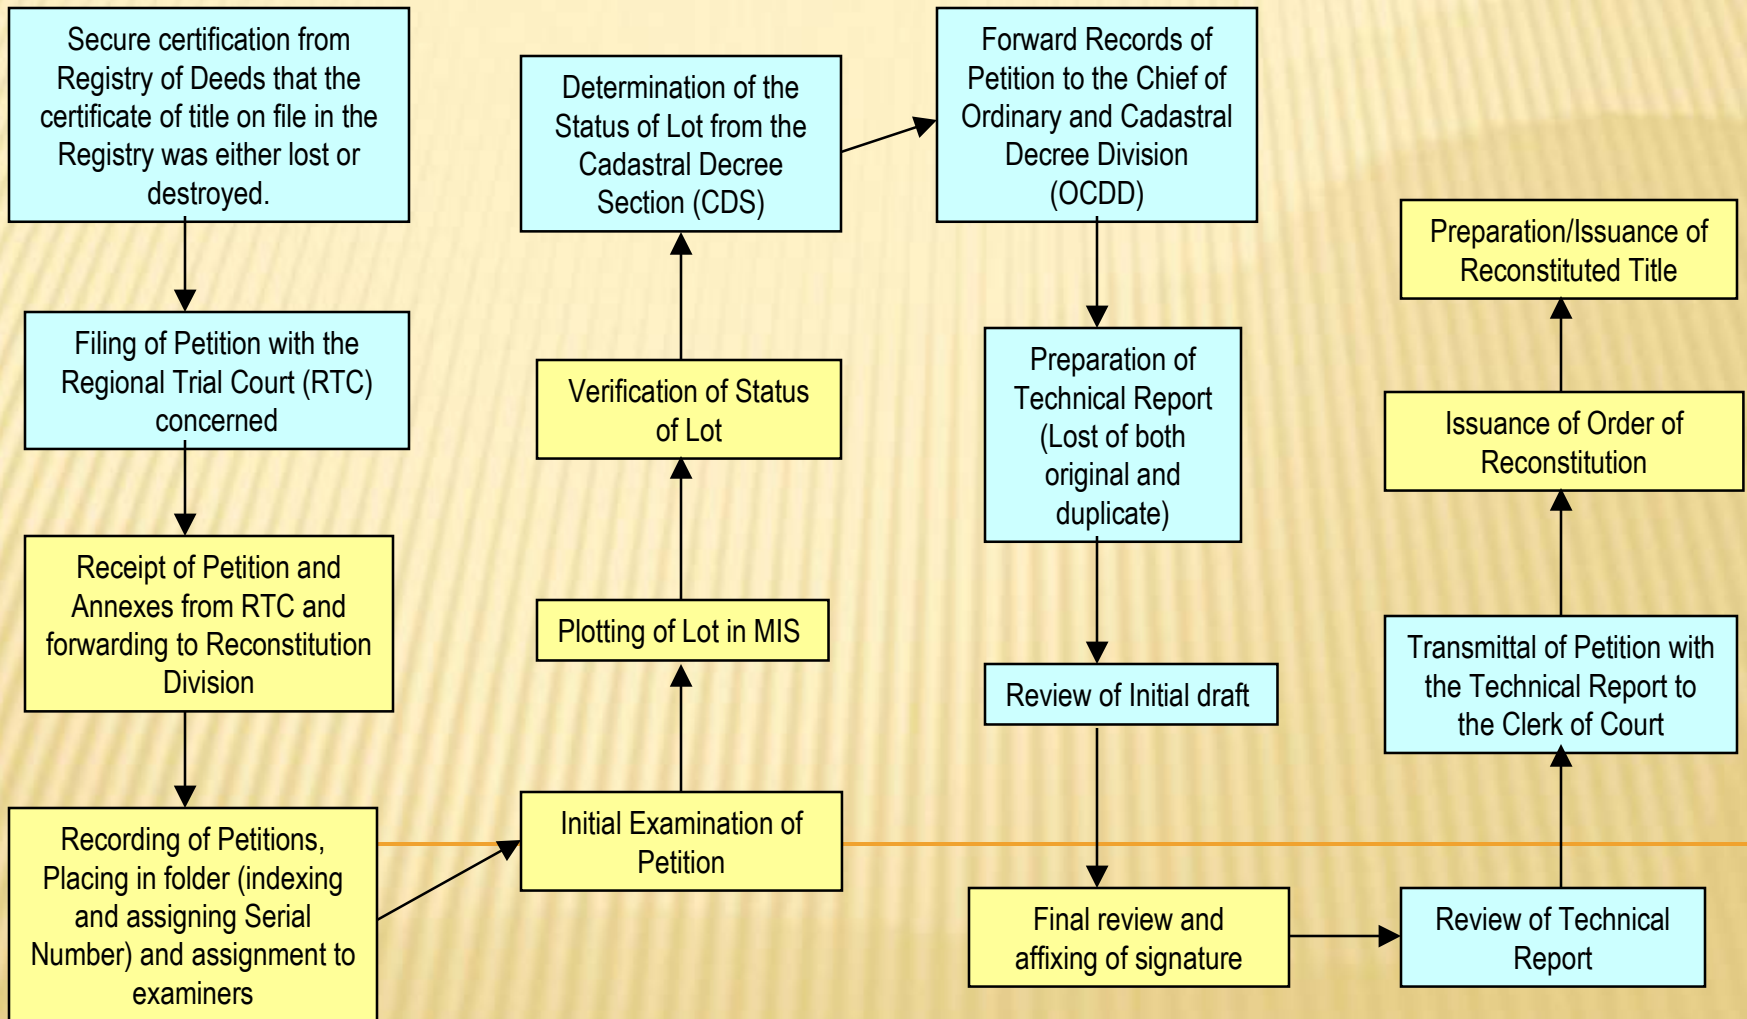 Secure certification from
Registry of Deeds that the
certificate of title on file in the
Registry was either lost or
destroyed.
Filing of Petition with the
Regional Trial Court (RTC)
concerned
Receipt of Petition and
Annexes from RTC and
forwarding to Reconstitution
Division
Recording of Petitions,
Placing in folder (indexing
and assigning Serial
Number) and assignment to
examiners
Initial Examination of
Petition
Plotting of Lot in MIS
Verification of Status
of Lot
Determination of the
Status of Lot from the
Cadastral Decree
Section (CDS)
Forward Records of
Petition to the Chief of
Ordinary and Cadastral
Decree Division
(OCDD)
Preparation of
Technical Report
(Lost of both
original and
duplicate)
Review of Initial draft
Final review and
affixing of signature
Review of Technical
Report
Transmittal of Petition with
the Technical Report to
the Clerk of Court
Issuance of Order of
Reconstitution
Preparation/Issuance of
Reconstituted Title